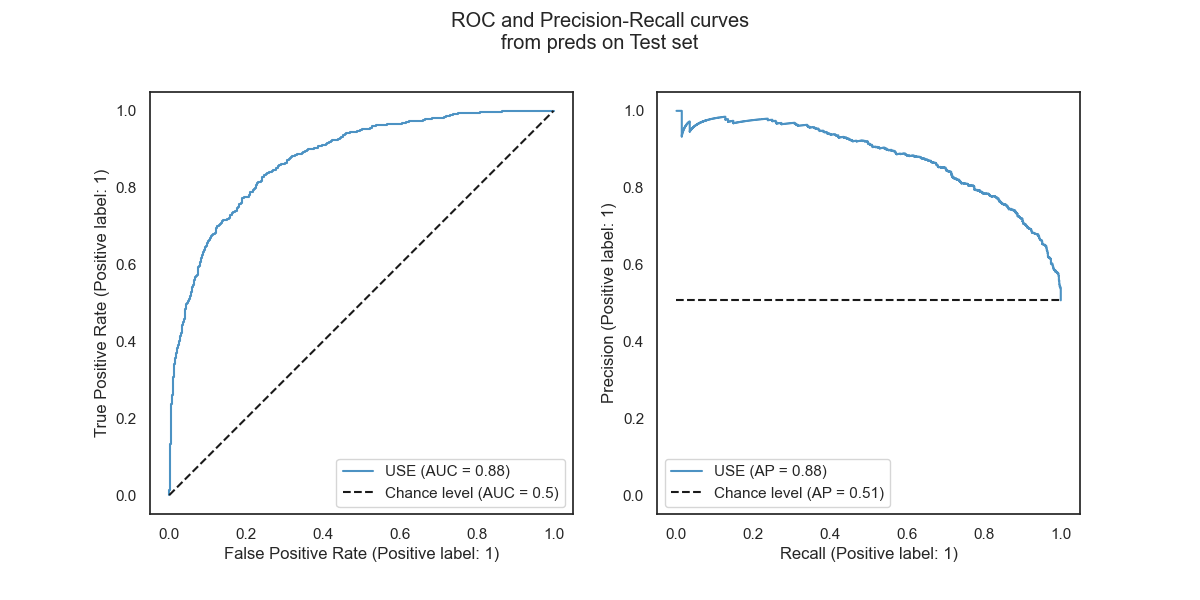 ROC and Precision-Recall curves
from preds on Test set
1.0
0.8
0.6
0.4
0.2
0.0
True Positive Rate (Positive label: 1)
USE (AUC = 0.88)
Chance level (AUC = 0.5)
0.0 0.2 0.4 0.6 0.8 1.0
False Positive Rate (Positive label: 1)
1.0
0.8
0.6
0.4
0.2
0.0
Precision (Positive label: 1)
USE (AP = 0.88)
Chance level (AP = 0.51)
0.0 0.2 0.4 0.6 0.8 1.0
Recall (Positive label: 1)